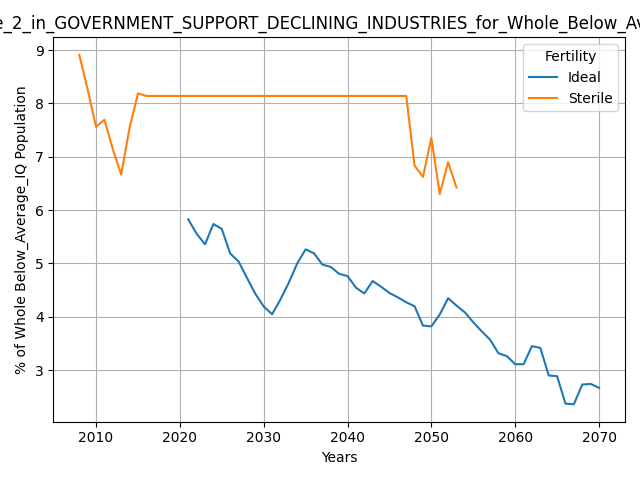 e_2_in_GOVERNMENT_SUPPORT_DECLINING_INDUSTRIES_for_Whole_Below_Av
Fertility
Ideal
Sterile
% of Whole Below_Average_IQ Population
9
8
7
6
5
4
3
2010
2020
2030
2040
2050
2060
2070
Years